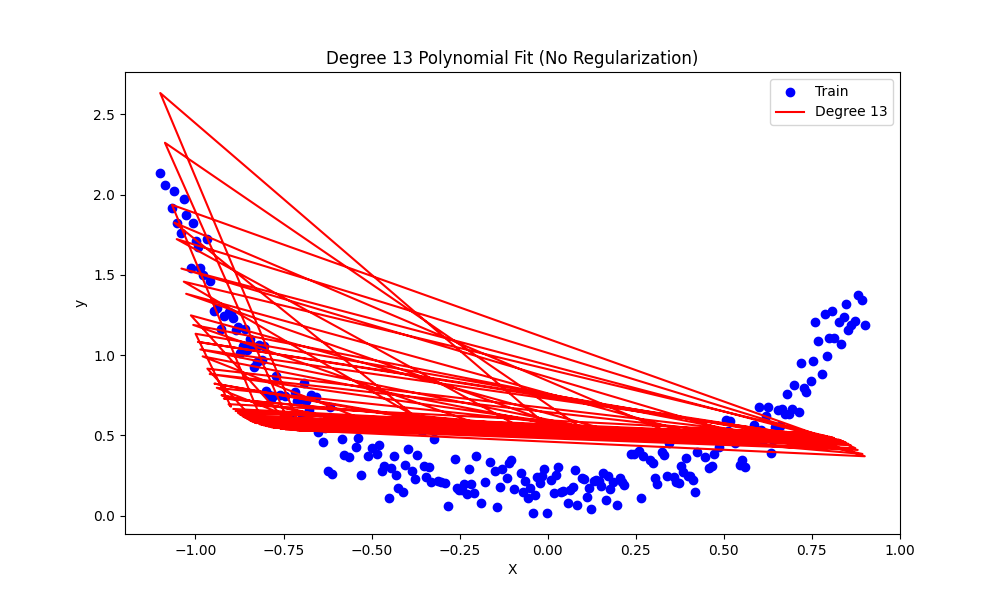 Degree 13 Polynomial Fit (No Regularization)
Train
Degree 13
2.5
2.0
1.5
1.0
0.5
0.0
y
−1.00 −0.75 −0.50 −0.25 0.00 0.25 0.50 0.75 1.00
X